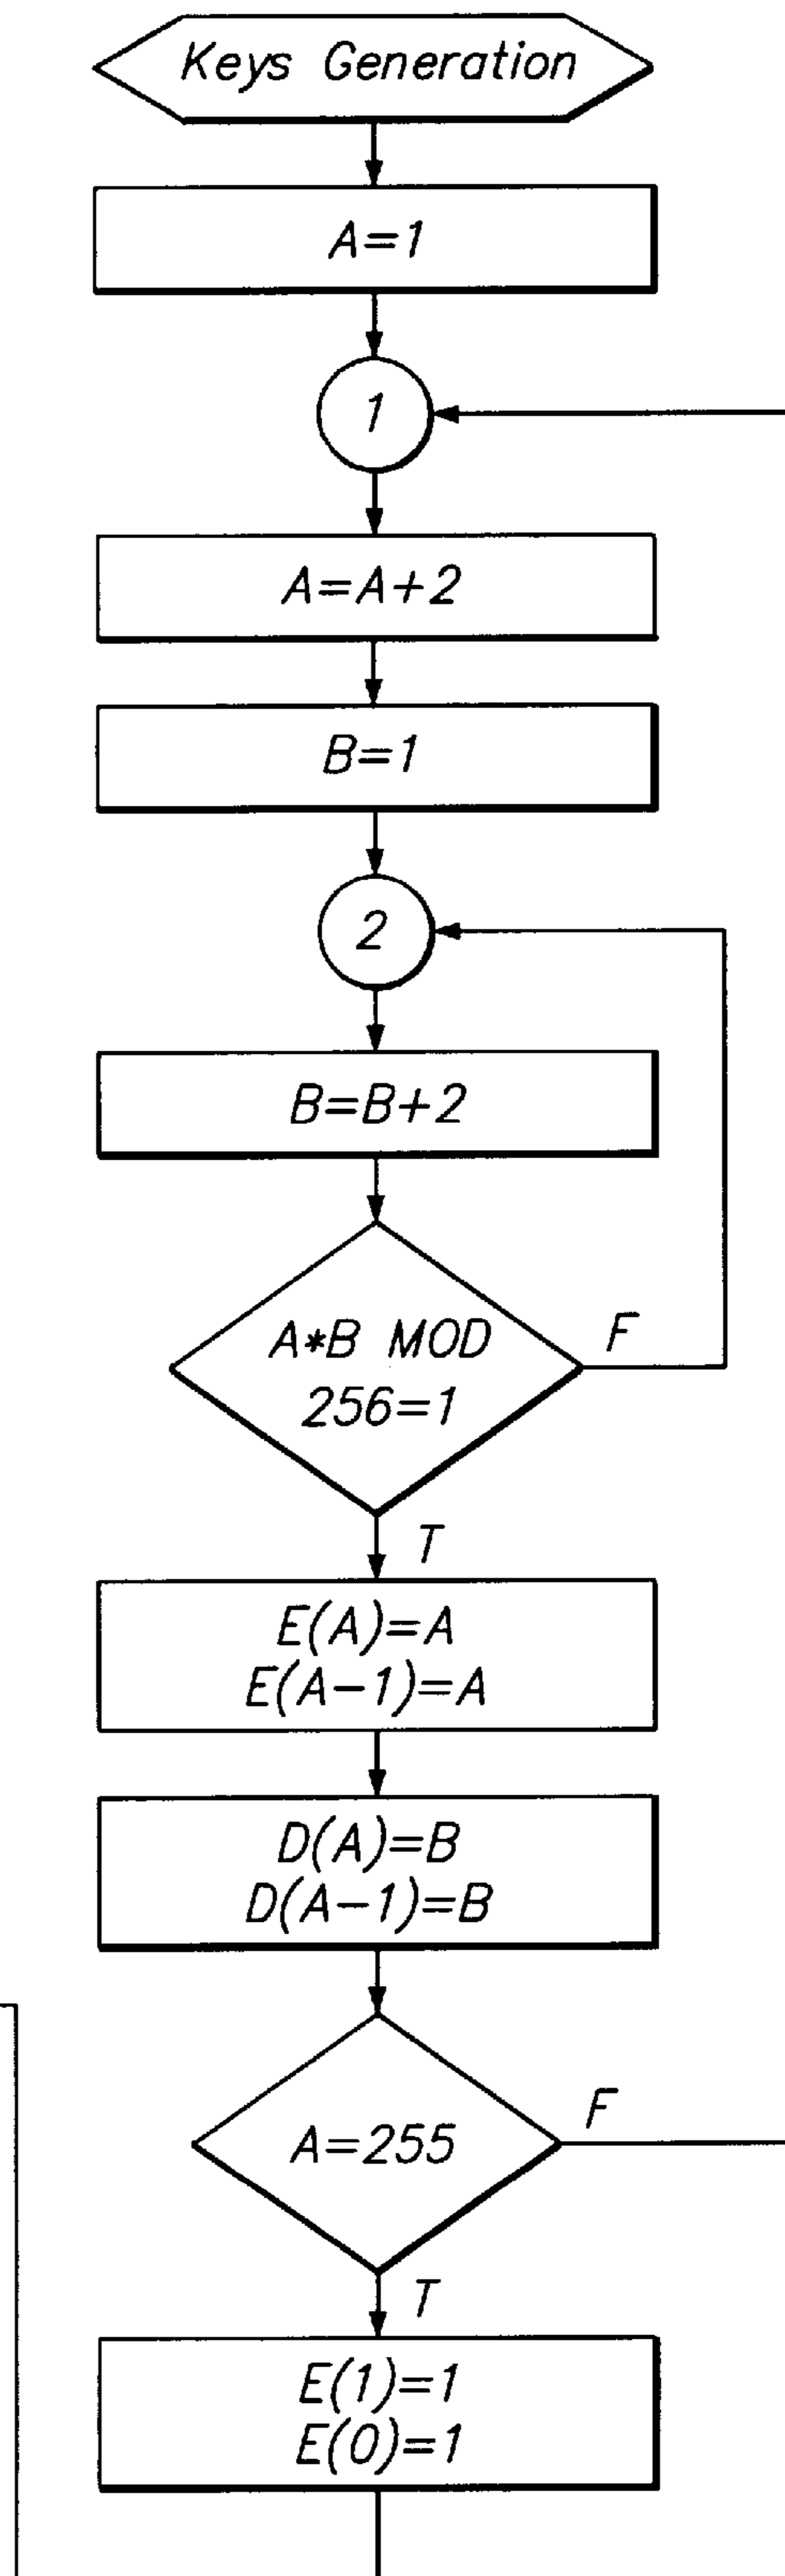 Keys Generation
A=1
1
A=A+2
B=1
2
B=B+2
A*B MOD
256=1
F
T
E(A)=A
E(A-1)=A
D(A)=B
D(A-1)=B
A=255
F
T
E(1)=1
E(0)=1